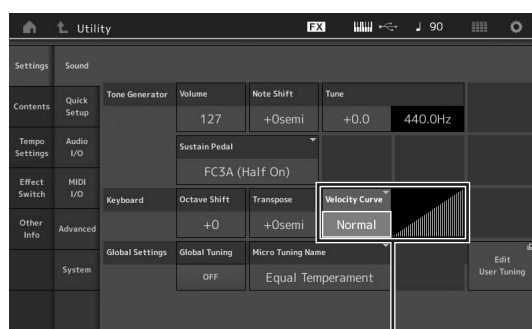 Utility
FX
♩ 90
Settings
Sound
Contents
Quick
Setup
Tempo
Settings
Audio
I/O
Effect
Switch
MIDI
I/O
Other
Info
Advanced
System
Tone Generator
Volume
127
Note Shift
+0semi
Tune
+0.0
440.0Hz
Sustain Pedal
FC3A (Half On)
Keyboard
Octave Shift
+0
Transpose
+0semi
Velocity Curve
Normal
Global Settings
Global Tuning
OFF
Micro Tuning Name
Equal Temperament
Edit
User Tuning